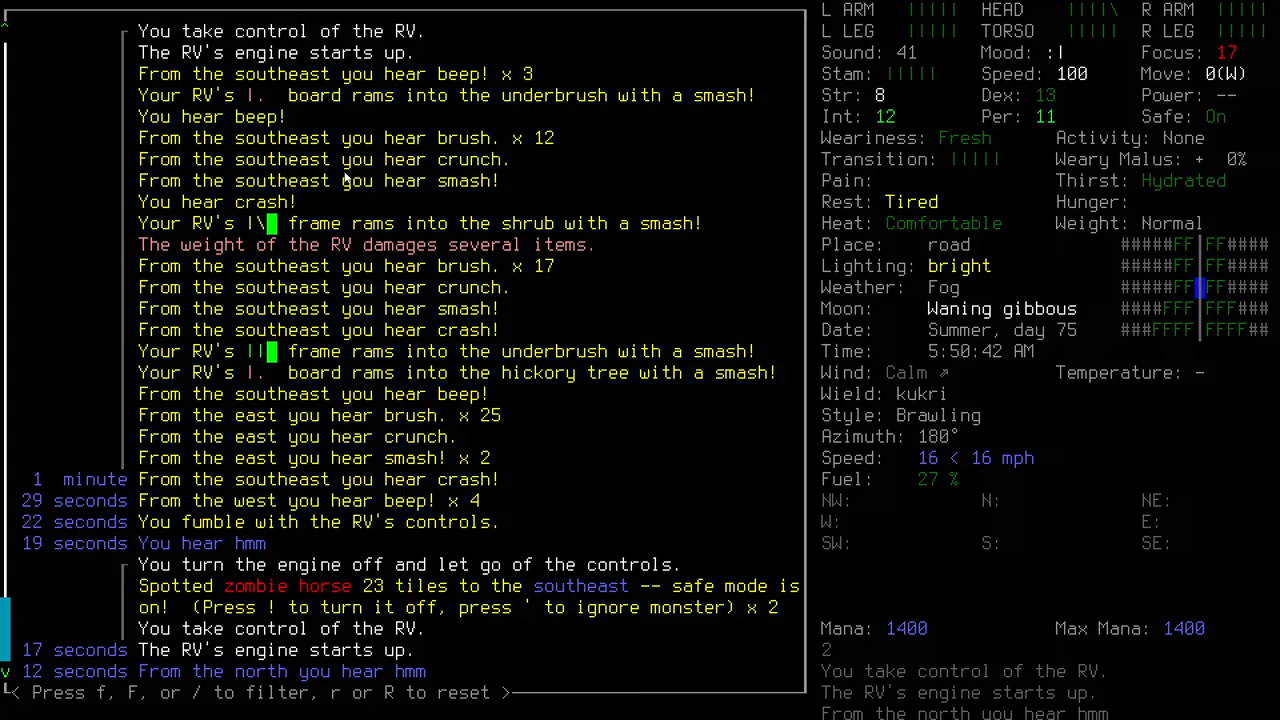 You take control of the RV.
The RV's engine starts up.
From the southeast you hear beep! x 3
Your RV's |. board rams into the underbrush with a smash!
You hear beep!
From the southeast you hear brush. x 12
From the southeast you hear crunch.
From the southeast you hear smash!
You hear crash!
Your RV's |\ frame rams into the shrub with a smash!
The weight of the RV damages several items.
From the southeast you hear brush. x 17
From the southeast you hear crunch.
From the southeast you hear smash!
From the southeast you hear crash!
Your RV's || frame rams into the underbrush with a smash!
Your RV's |. board rams into the hickory tree with a smash!
From the southeast you hear beep!
From the east you hear brush. x 25
From the east you hear crunch.
From the east you hear smash! x 2
1 minute From the southeast you hear crash!
29 seconds From the west you hear beep! x 4
22 seconds You fumble with the RV's controls.
19 seconds You hear hmm
You turn the engine off and let go of the controls.
Spotted zombie horse 23 tiles to the southeast -- safe mode is
on! (Press ! to turn it off, press ' to ignore monster) x 2
You take control of the RV.
17 seconds The RV's engine starts up.
12 seconds From the north you hear hmm
< Press f, F, or / to filter, r or R to reset >
L ARM ||||| HEAD ||||\ R ARM |||||
L LEG ||||| TORSO ||||| R LEG |||||
Sound: 41 Mood: :| Focus: 17
Stam: ||||| Speed: 100 Move: 0(W)
Str: 8 Dex: 13 Power: --
Int: 12 Per: 11 Safe: On
Weariness: Fresh Activity: None
Transition: ||||| Weary Malus: + 0%
Pain: Thirst: Hydrated
Rest: Tired Hunger:
Heat: Comfortable Weight: Normal
Place: road #####FF|FF####
Lighting: bright #####FF|FF####
Weather: Fog #####FF FF####
Moon: Waning gibbous ####FFF|FFF###
Date: Summer, day 75 ###FFFF|FFFF##
Time: 5:50:42 AM
Wind: Calm ↗ Temperature: -
Wield: kukri
Style: Brawling
Azimuth: 180°
Speed: 16 < 16 mph
Fuel: 27 %
NW: N: NE:
W: E:
SW: S: SE:
Mana: 1400 Max Mana: 1400
2
You take control of the RV.
The RV's engine starts up.
From the north you hear hmm